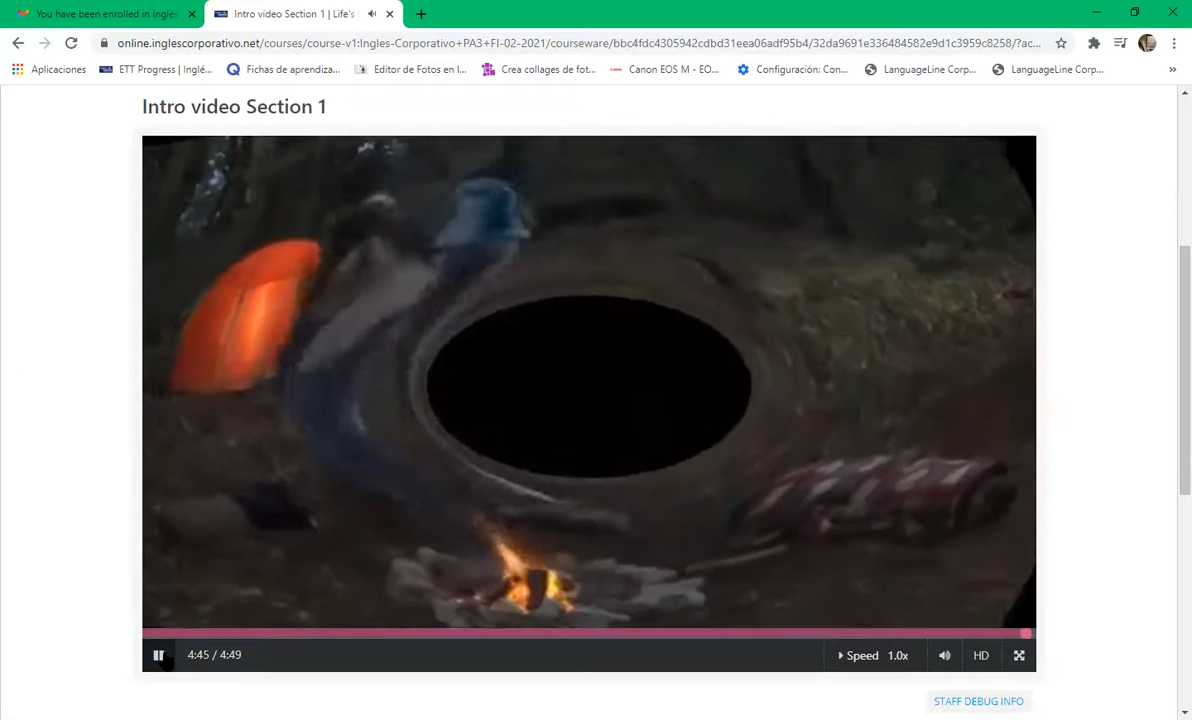 You have been enrolled in Inglés
Intro video Section 1 | Life's
online.inglescorporativo.net/courses/course-v1:Ingles-Corporativo+PA3+FI-02-2021/courseware/bbc4fdc4305942cdbd31eea06adf95b4/32da9691e336484582e9d1c3959c8258/?ac...
Aplicaciones
ETT Progress | Inglé...
Fichas de aprendiza...
Editor de Fotos en l...
Crea collages de fot...
Canon EOS M - EO...
Configuración: Con...
LanguageLine Corp...
LanguageLine Corp...
Intro video Section 1
4:45 / 4:49
Speed 1.0x
HD
STAFF DEBUG INFO